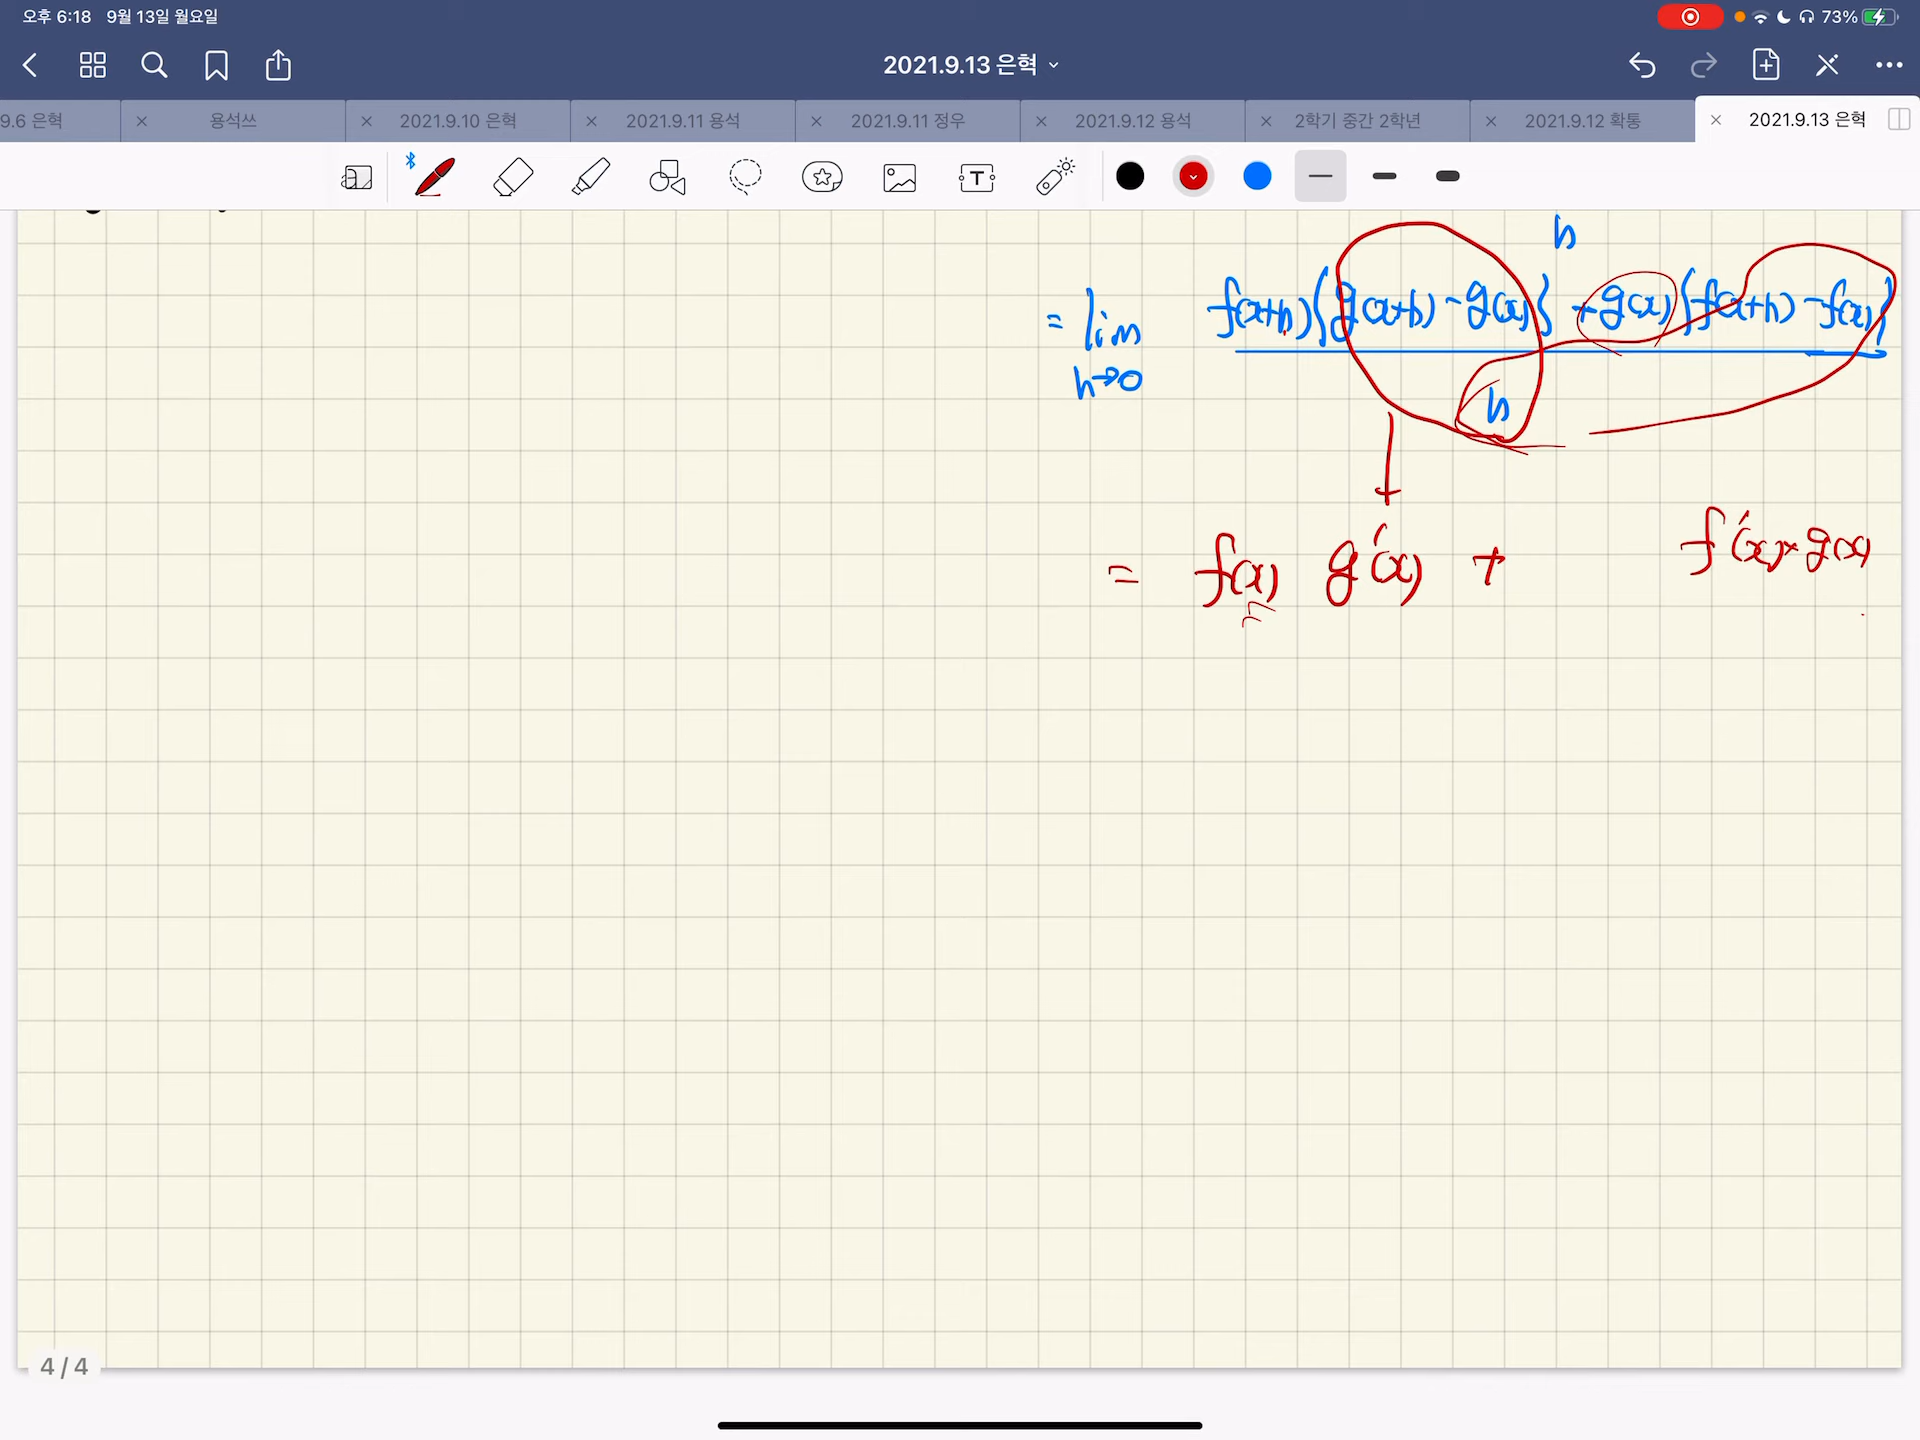 오후 6:18 9월 13일 월요일 73%
2021.9.13 은혁
9.6 은혁 용석쓰 2021.9.10 은혁 2021.9.11 용석 2021.9.11 정우 2021.9.12 용석 2학기 중간 2학년 2021.9.12 확통 2021.9.13 은혁
h
= lim h→0 f(x+h){g(x+h)-g(x)}+g(x){f(x+h)-f(x)}
h
= f(x) g'(x) + f'(x)×g(x)
4 / 4